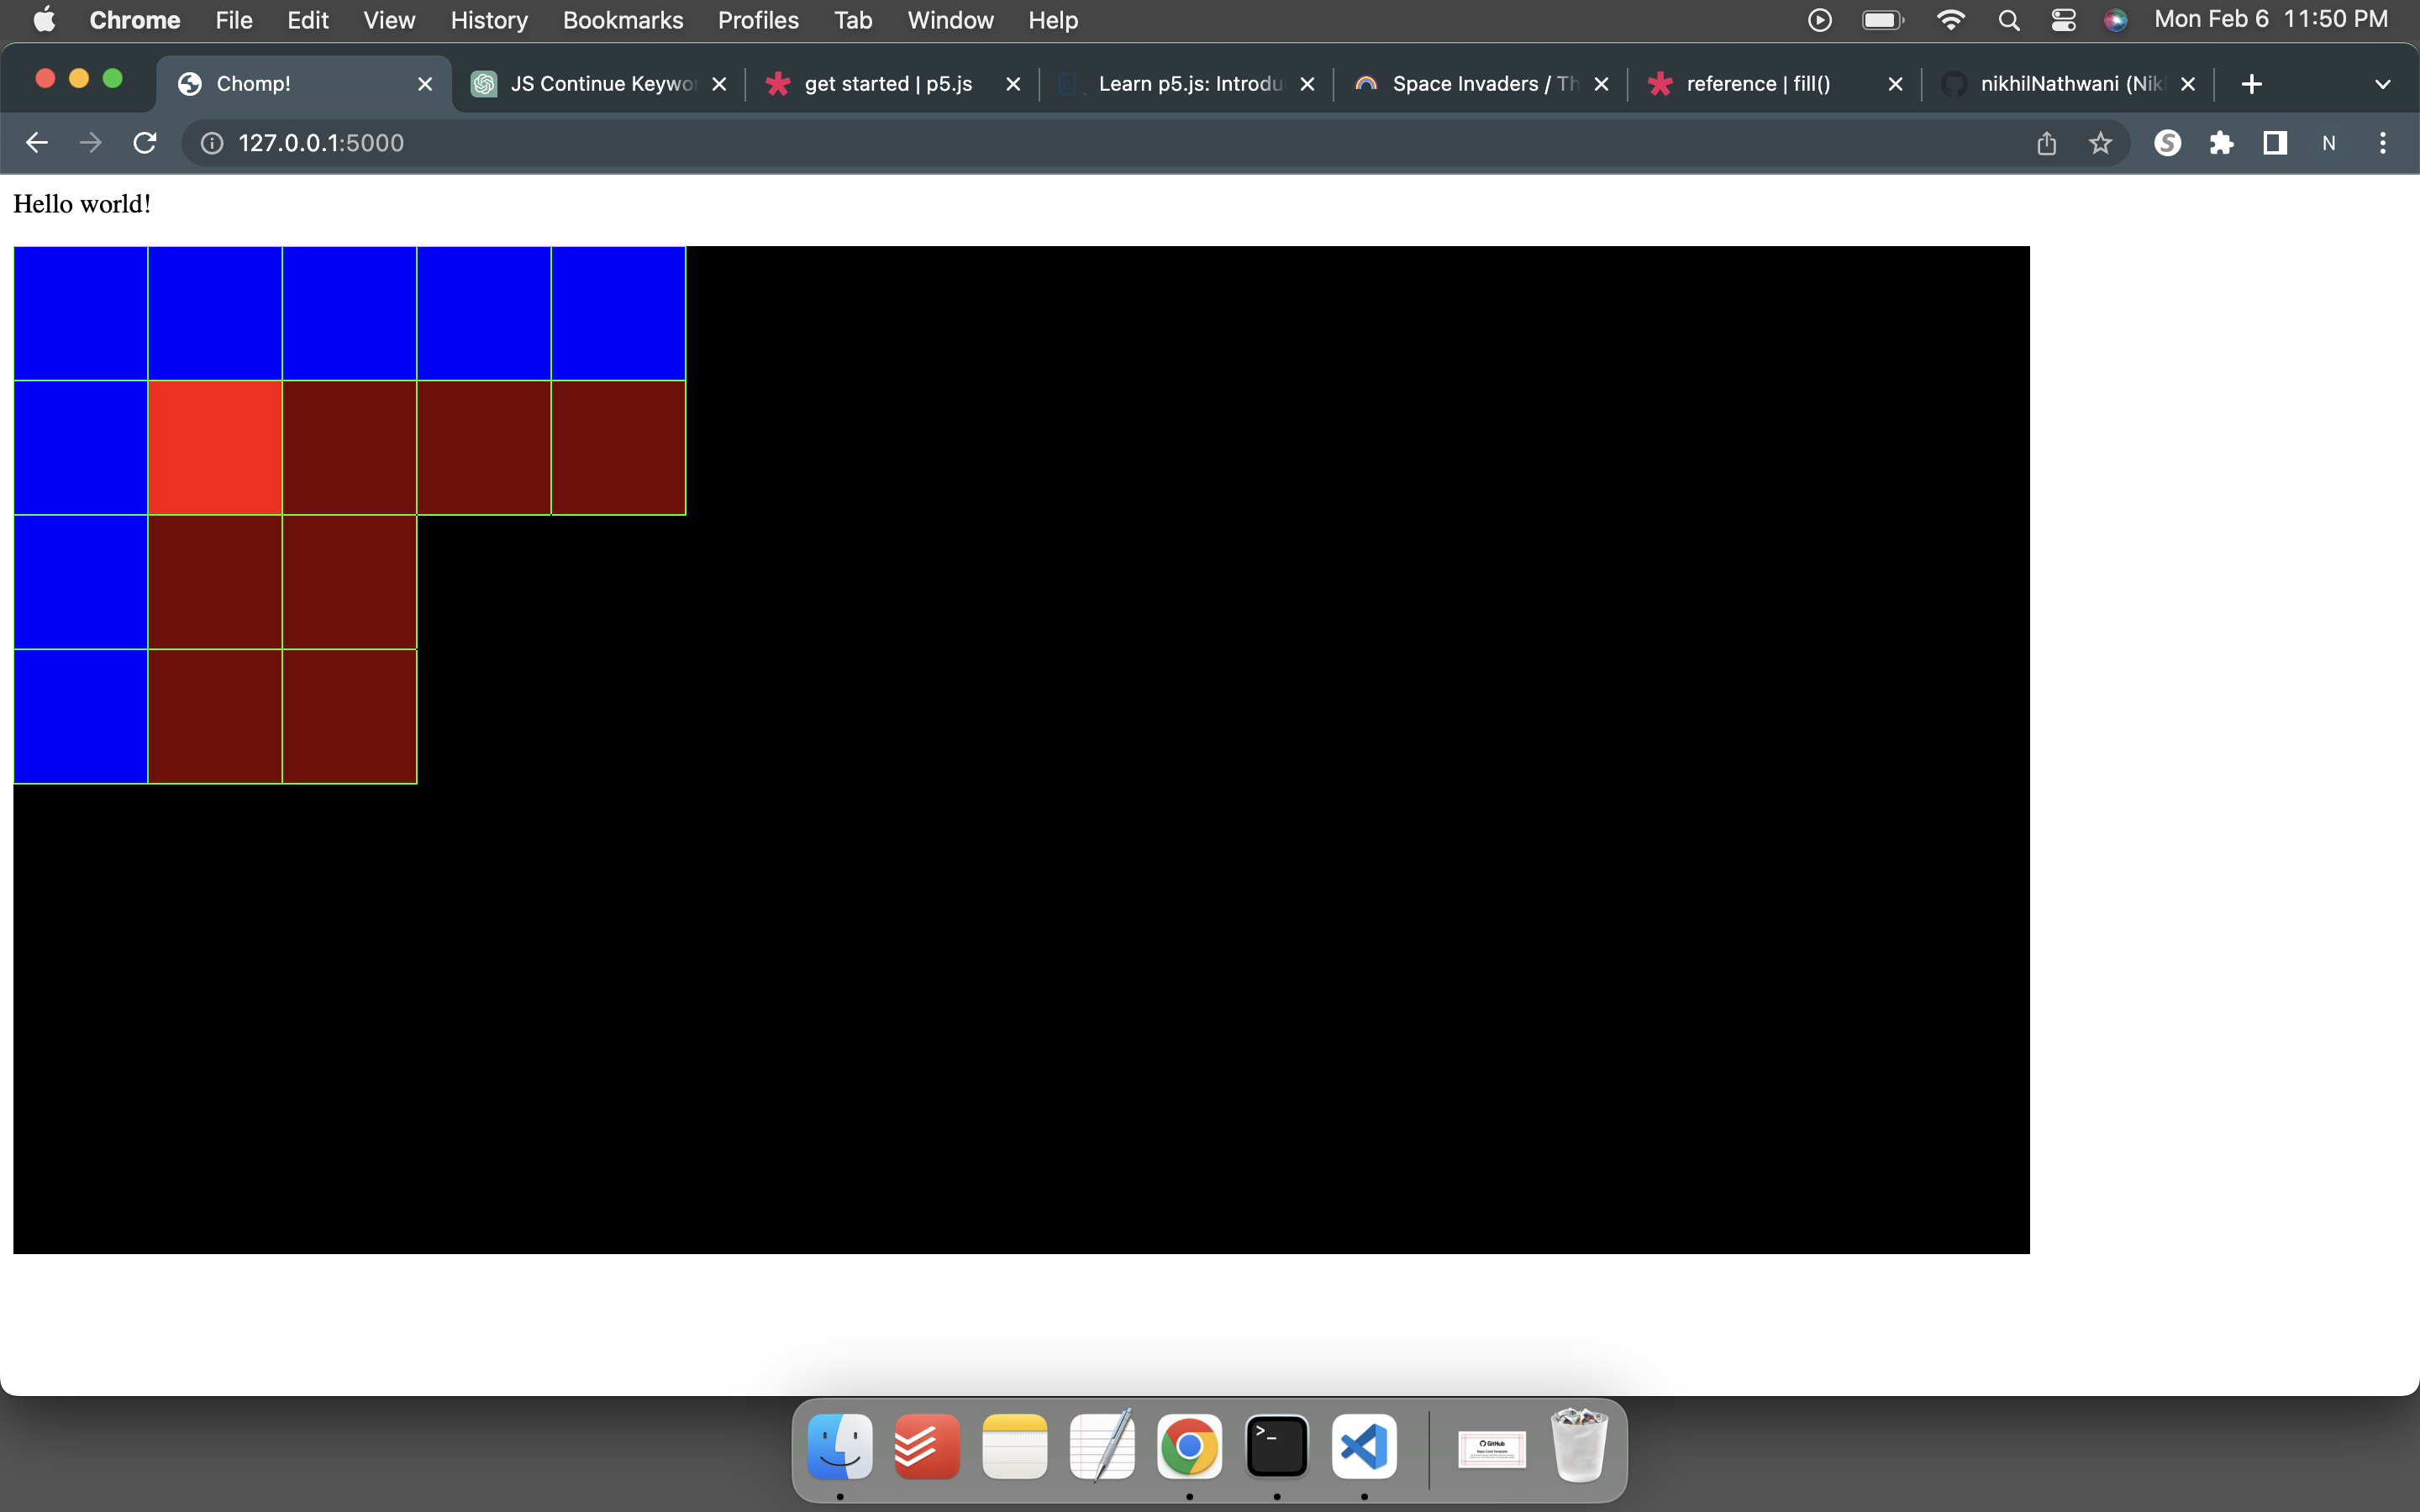 Chrome File Edit View History Bookmarks Profiles Tab Window Help Mon Feb 6 11:50 PM
Chomp! JS Continue Keywo get started | p5.js Learn p5.js: Introdu Space Invaders / Th reference | fill() nikhilNathwani (Nik
127.0.0.1:5000 N
Hello world!
>_
GitHub